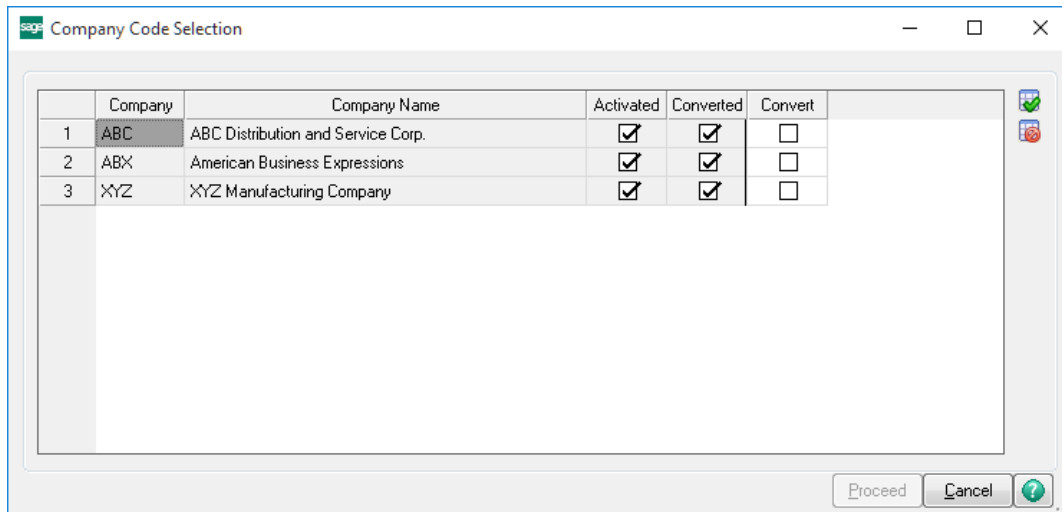 sage Company Code Selection
Company Company Name Activated Converted Convert
1 ABC ABC Distribution and Service Corp.
2 ABX American Business Expressions
3 XYZ XYZ Manufacturing Company
Proceed Cancel ?